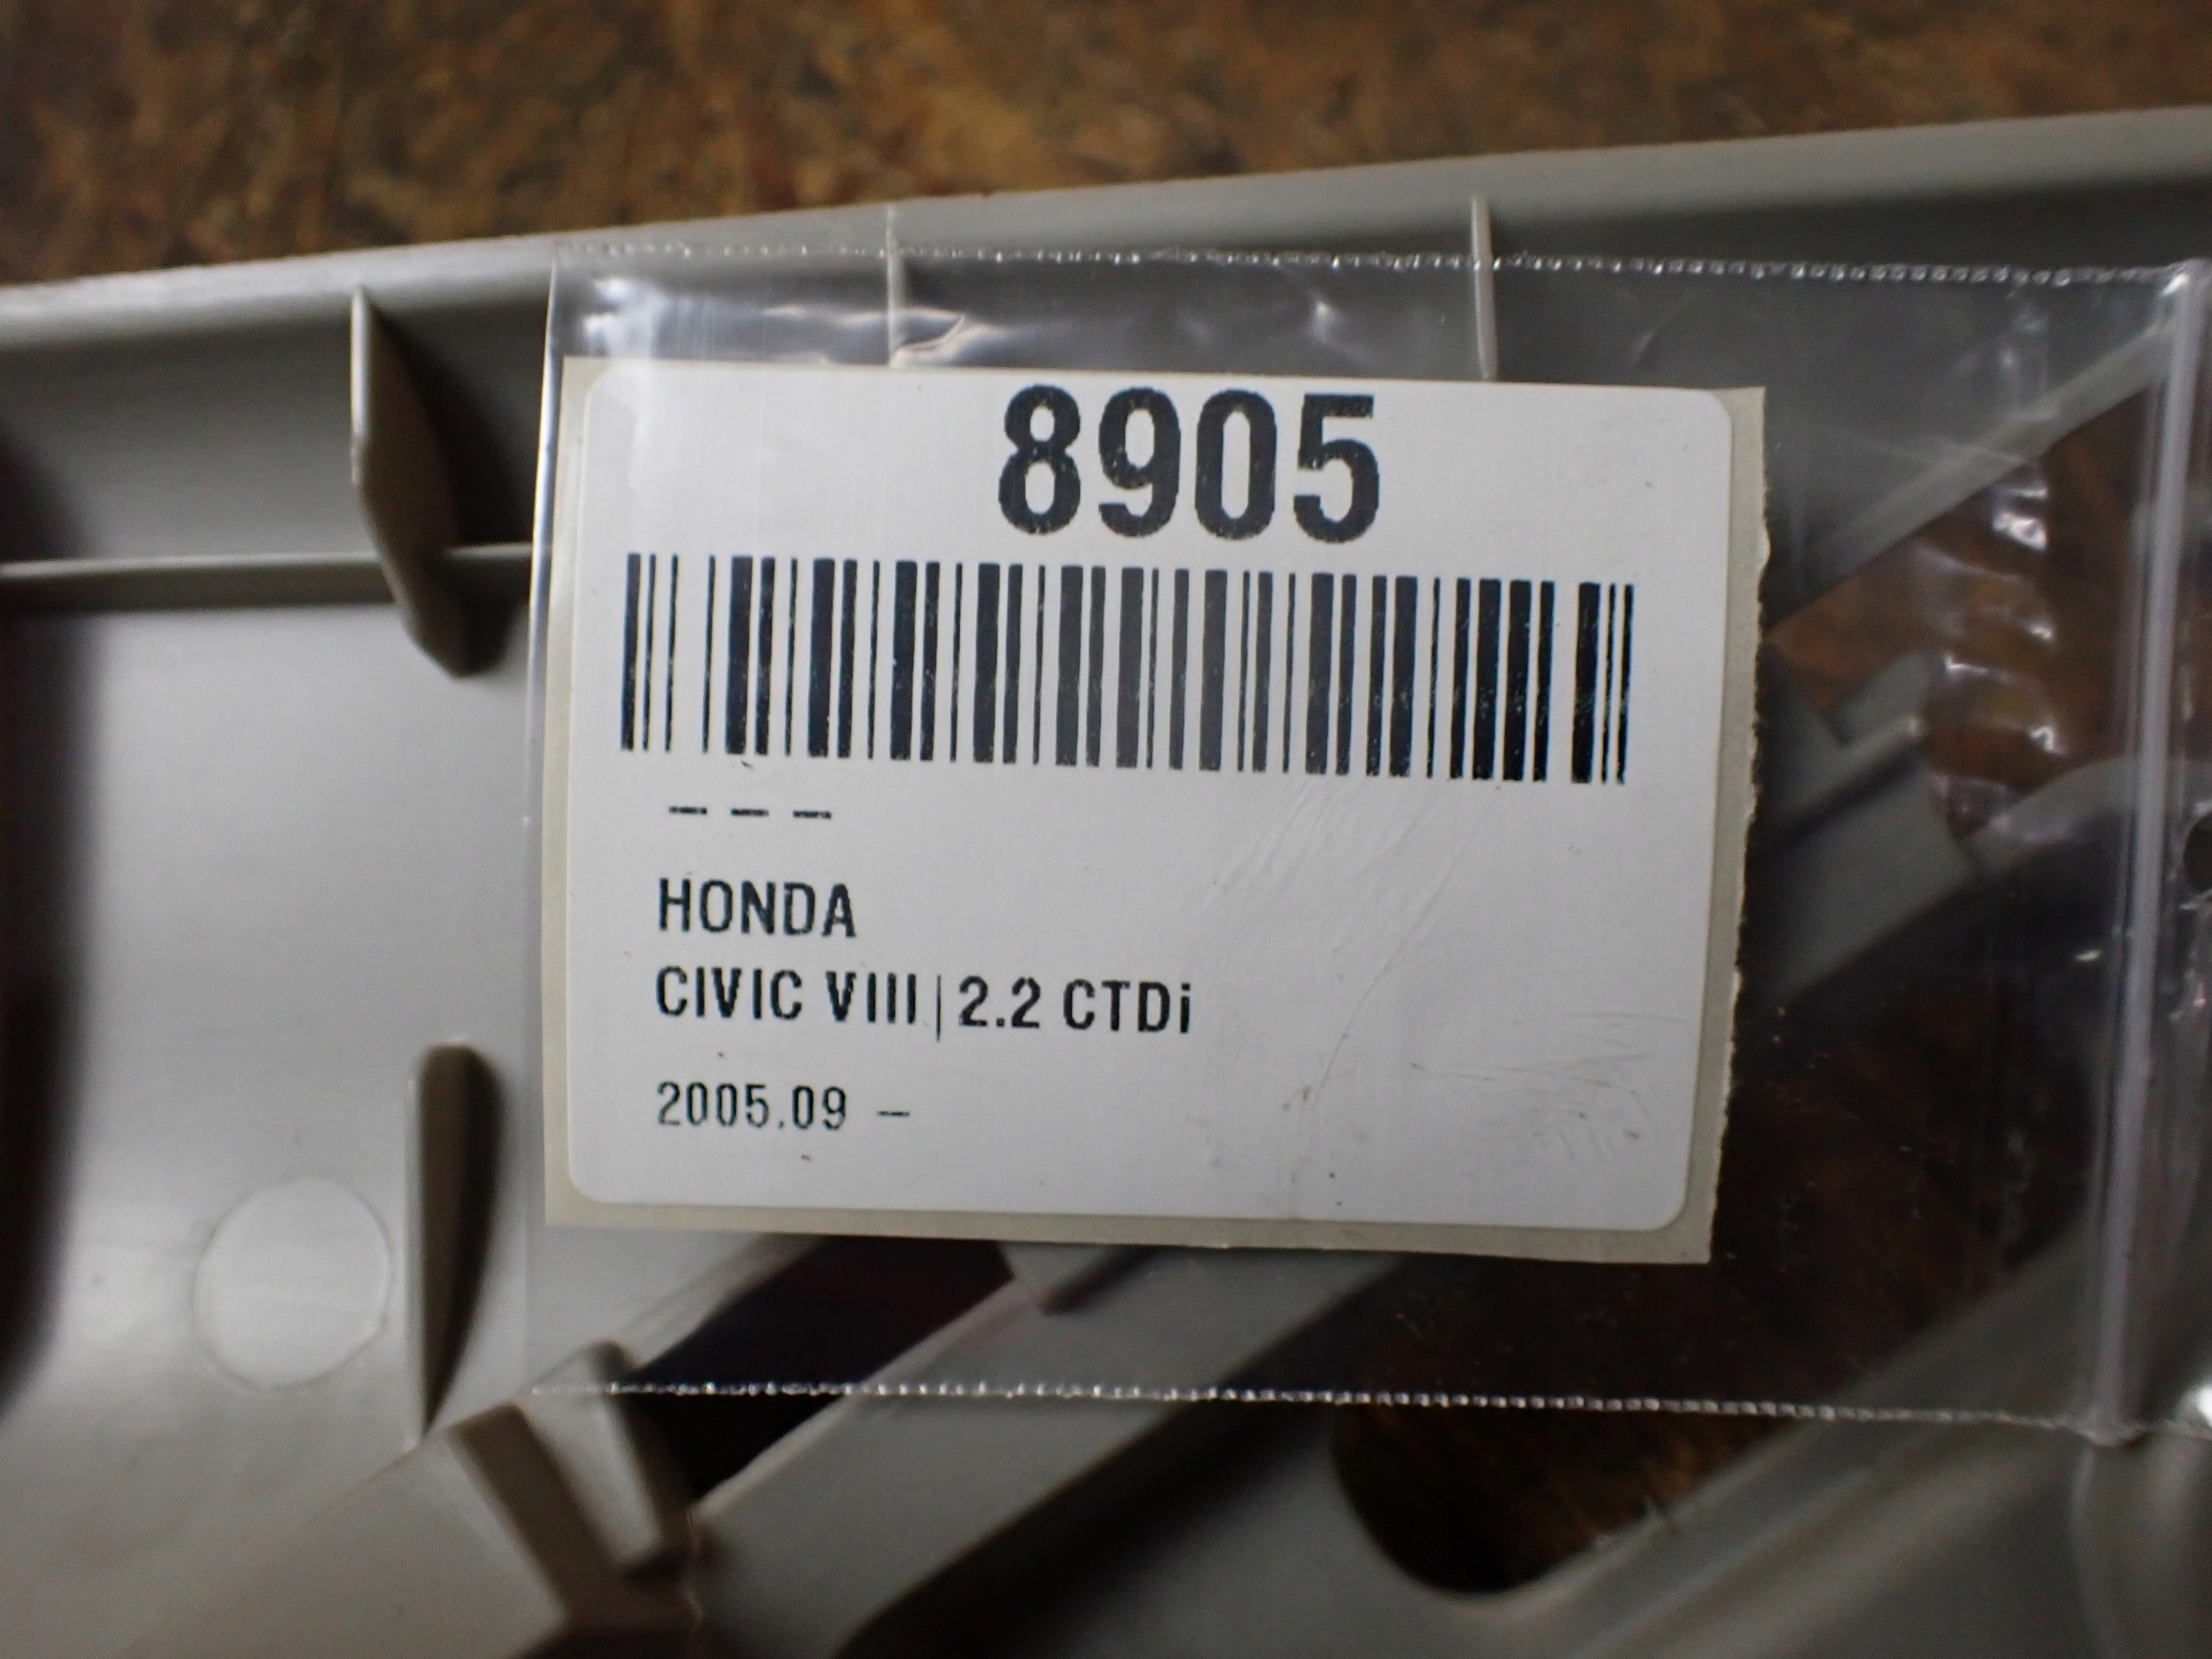 8905
– – –
HONDA
CIVIC VIII|2.2 CTDi
2005.09 –